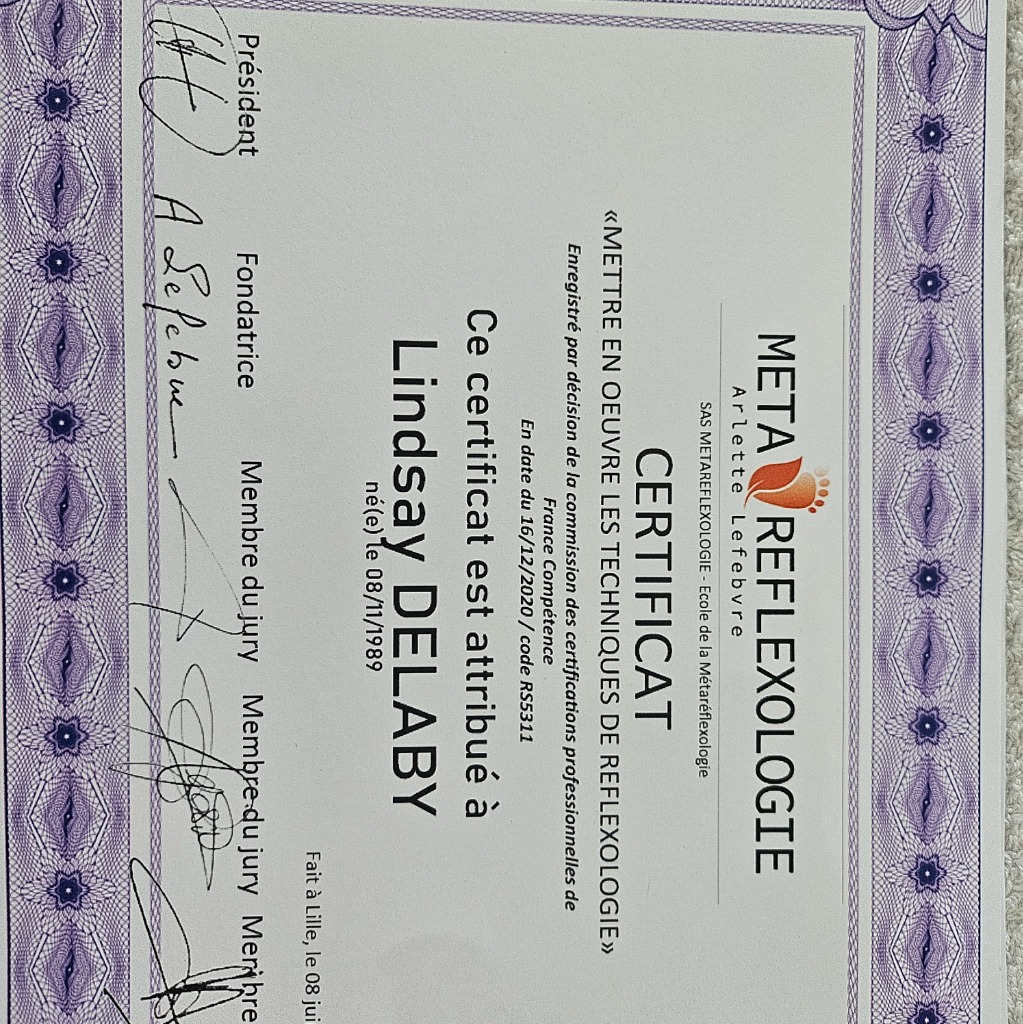 META REFLEXOLOGIE
Arlette Lefebvre
SAS METAREFLEXOLOGIE - Ecole de la Métaréflexologie
CERTIFICAT
«METTRE EN OEUVRE LES TECHNIQUES DE REFLEXOLOGIE»
Enregistré par décision de la commission des certifications professionnelles de
France Compétence
En date du 16/12/2020 / code RS5311
Ce certificat est attribué à
Lindsay DELABY
né(e) le 08/11/1989
Fait à Lille, le 08 jui
Président Fondatrice Membre du jury Membre du jury Membre
A Lefebvre